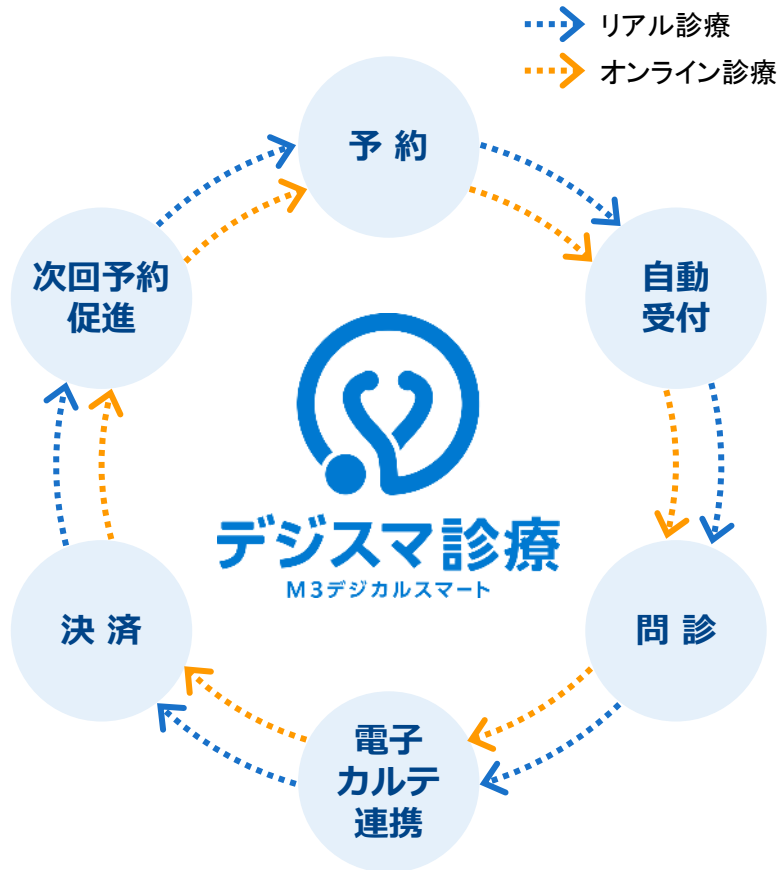 リアル診療
オンライン診療
予約
自動
受付
問診
電子
カルテ
連携
決済
次回予約
促進
デジスマ診療
M3デジカルスマート